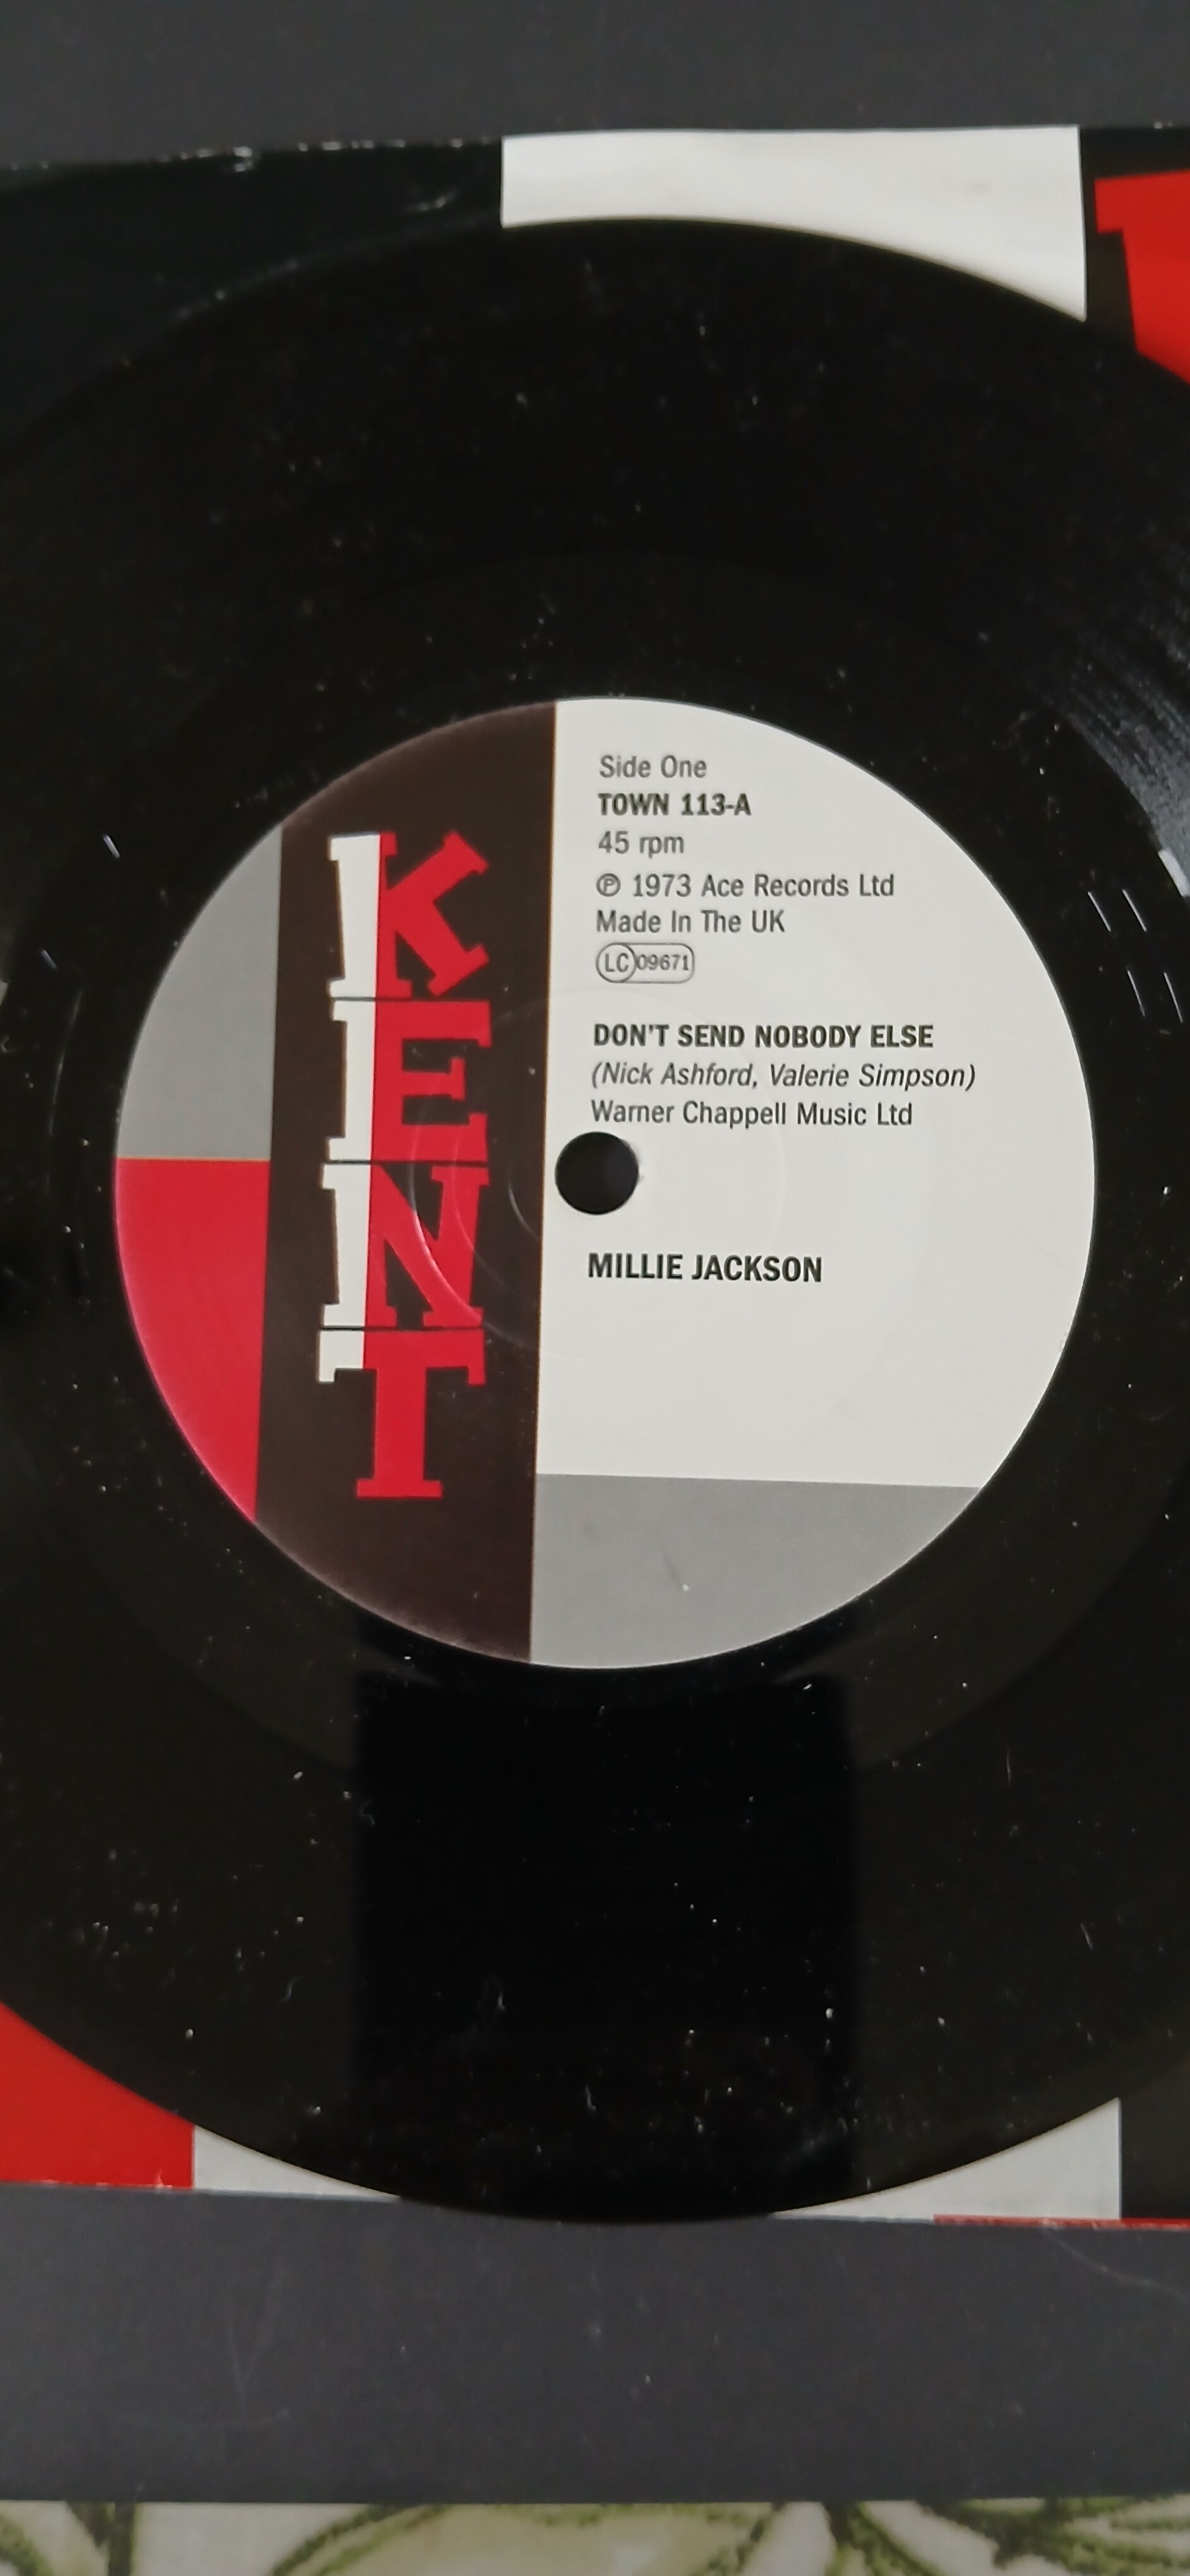 KENT
Side One
TOWN 113-A
45 rpm
℗ 1973 Ace Records Ltd
Made In The UK
LC 09671
DON'T SEND NOBODY ELSE
(Nick Ashford, Valerie Simpson)
Warner Chappell Music Ltd
MILLIE JACKSON